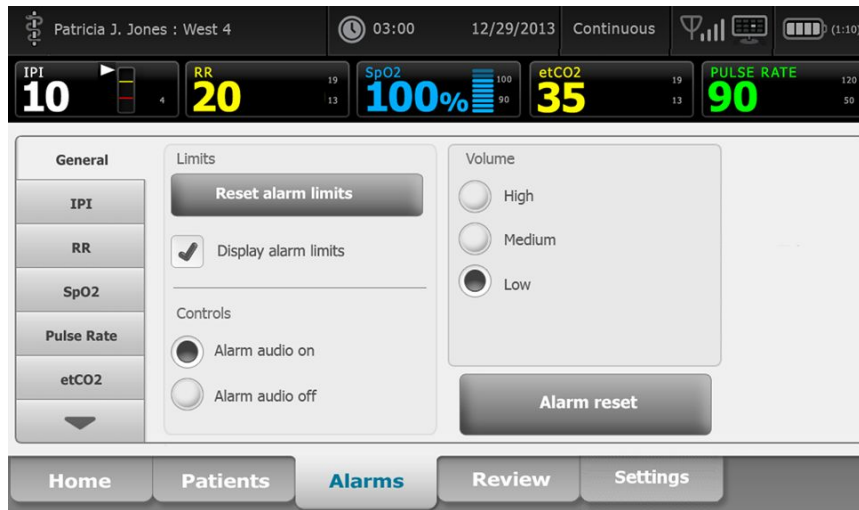 Patricia J. Jones : West 4
03:00
12/29/2013
Continuous
(1:10)
IPI
10
4
RR
20
19
13
SpO2
100%
100
90
etCO2
35
19
13
PULSE RATE
90
120
50
General
IPI
RR
SpO2
Pulse Rate
etCO2
Limits
Reset alarm limits
Display alarm limits
Controls
Alarm audio on
Alarm audio off
Volume
High
Medium
Low
Alarm reset
Home
Patients
Alarms
Review
Settings